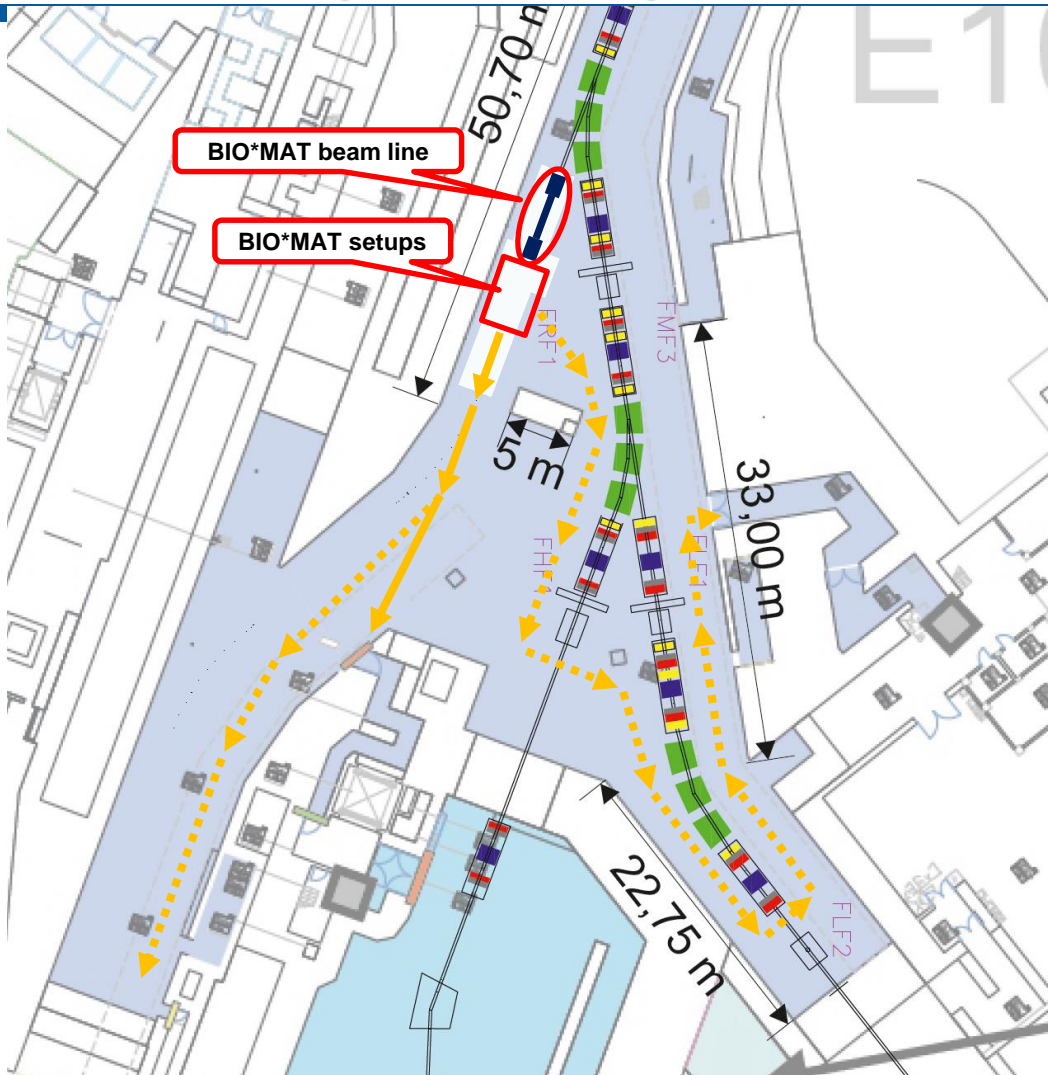 E10
50,70 m
BIO*MAT beam line
BIO*MAT setups
FRF1
FMF3
5 m
33,00 m
FHF1
FLF1
22,75 m
FLF2